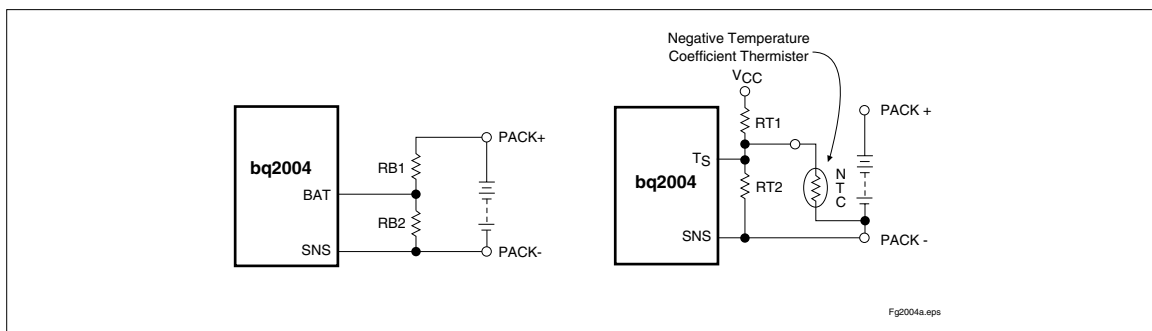 bq2004
BAT
SNS
RB1
RB2
PACK+
PACK-
Negative Temperature
Coefficient Thermister
VCC
RT1
TS
bq2004
RT2
SNS
N
T
C
PACK +
PACK -
Fg2004a.eps